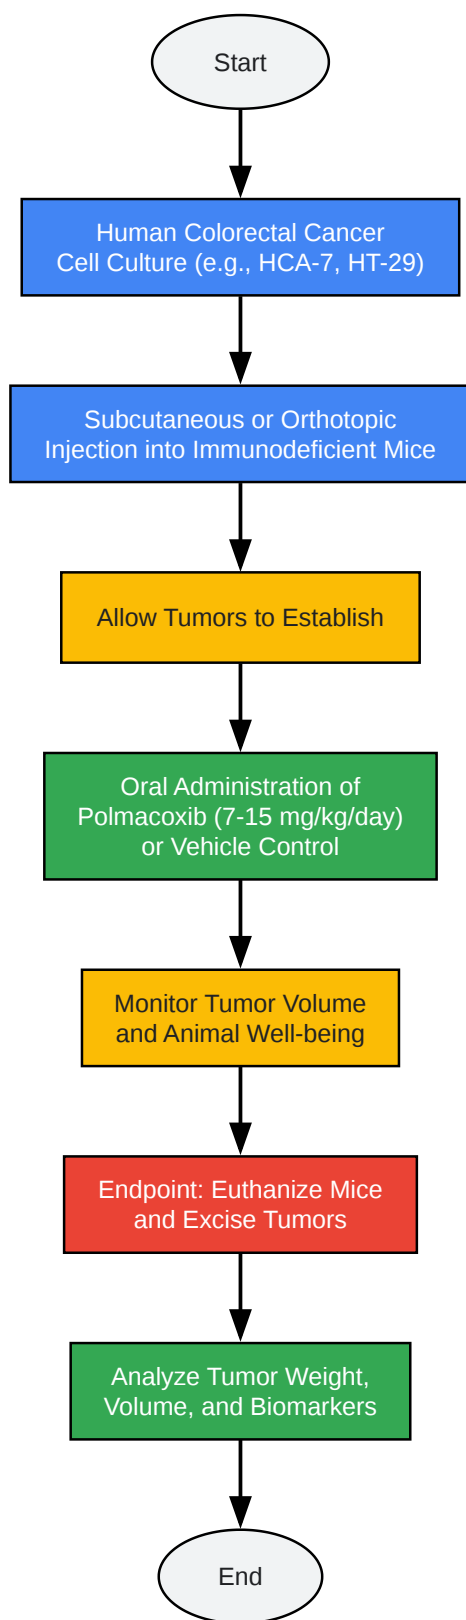 Start
Human Colorectal Cancer
Cell Culture (e.g., HCA-7, HT-29)
Subcutaneous or Orthotopic
Injection into Immunodeficient Mice
Allow Tumors to Establish
Oral Administration of
Polmacoxib (7-15 mg/kg/day)
or Vehicle Control
Monitor Tumor Volume
and Animal Well-being
Endpoint: Euthanize Mice
and Excise Tumors
Analyze Tumor Weight,
Volume, and Biomarkers
End